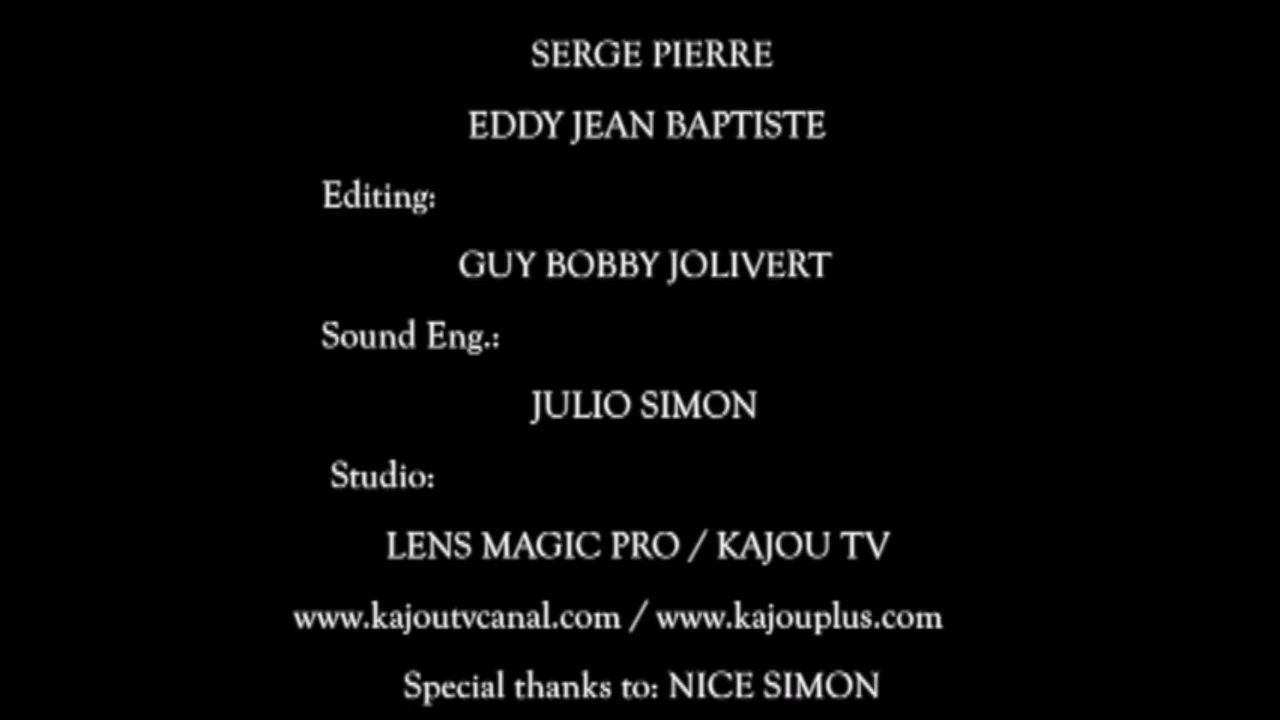 SERGE PIERRE
EDDY JEAN BAPTISTE
Editing:
GUY BOBBY JOLIVERT
Sound Eng.:
JULIO SIMON
Studio:
LENS MAGIC PRO / KAJOU TV
www.kajoutvcanal.com / www.kajouplus.com
Special thanks to: NICE SIMON